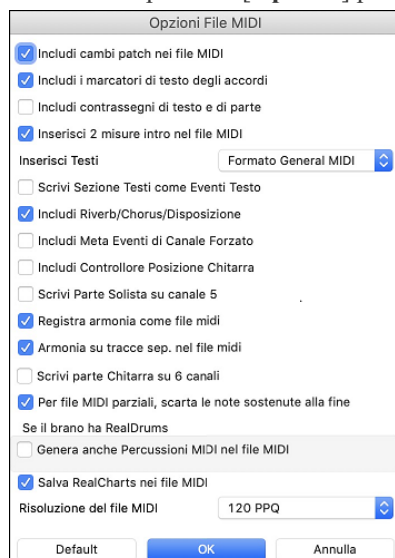 Opzioni File MIDI
Includi cambi patch nei file MIDI
Includi i marcatori di testo degli accordi
Includi contrassegni di testo e di parte
Inserisci 2 misure intro nel file MIDI
Inserisci Testi Formato General MIDI
Scrivi Sezione Testi come Eventi Testo
Includi Riverb/Chorus/Disposizione
Includi Meta Eventi di Canale Forzato
Includi Controllore Posizione Chitarra
Scrivi Parte Solista su canale 5
Registra armonia come file midi
Armonia su tracce sep. nel file midi
Scrivi parte Chitarra su 6 canali
Per file MIDI parziali, scarta le note sostenute alla fine
Se il brano ha RealDrums
Genera anche Percussioni MIDI nel file MIDI
Salva RealCharts nei file MIDI
Risoluzione del file MIDI 120 PPQ
Default OK Annulla